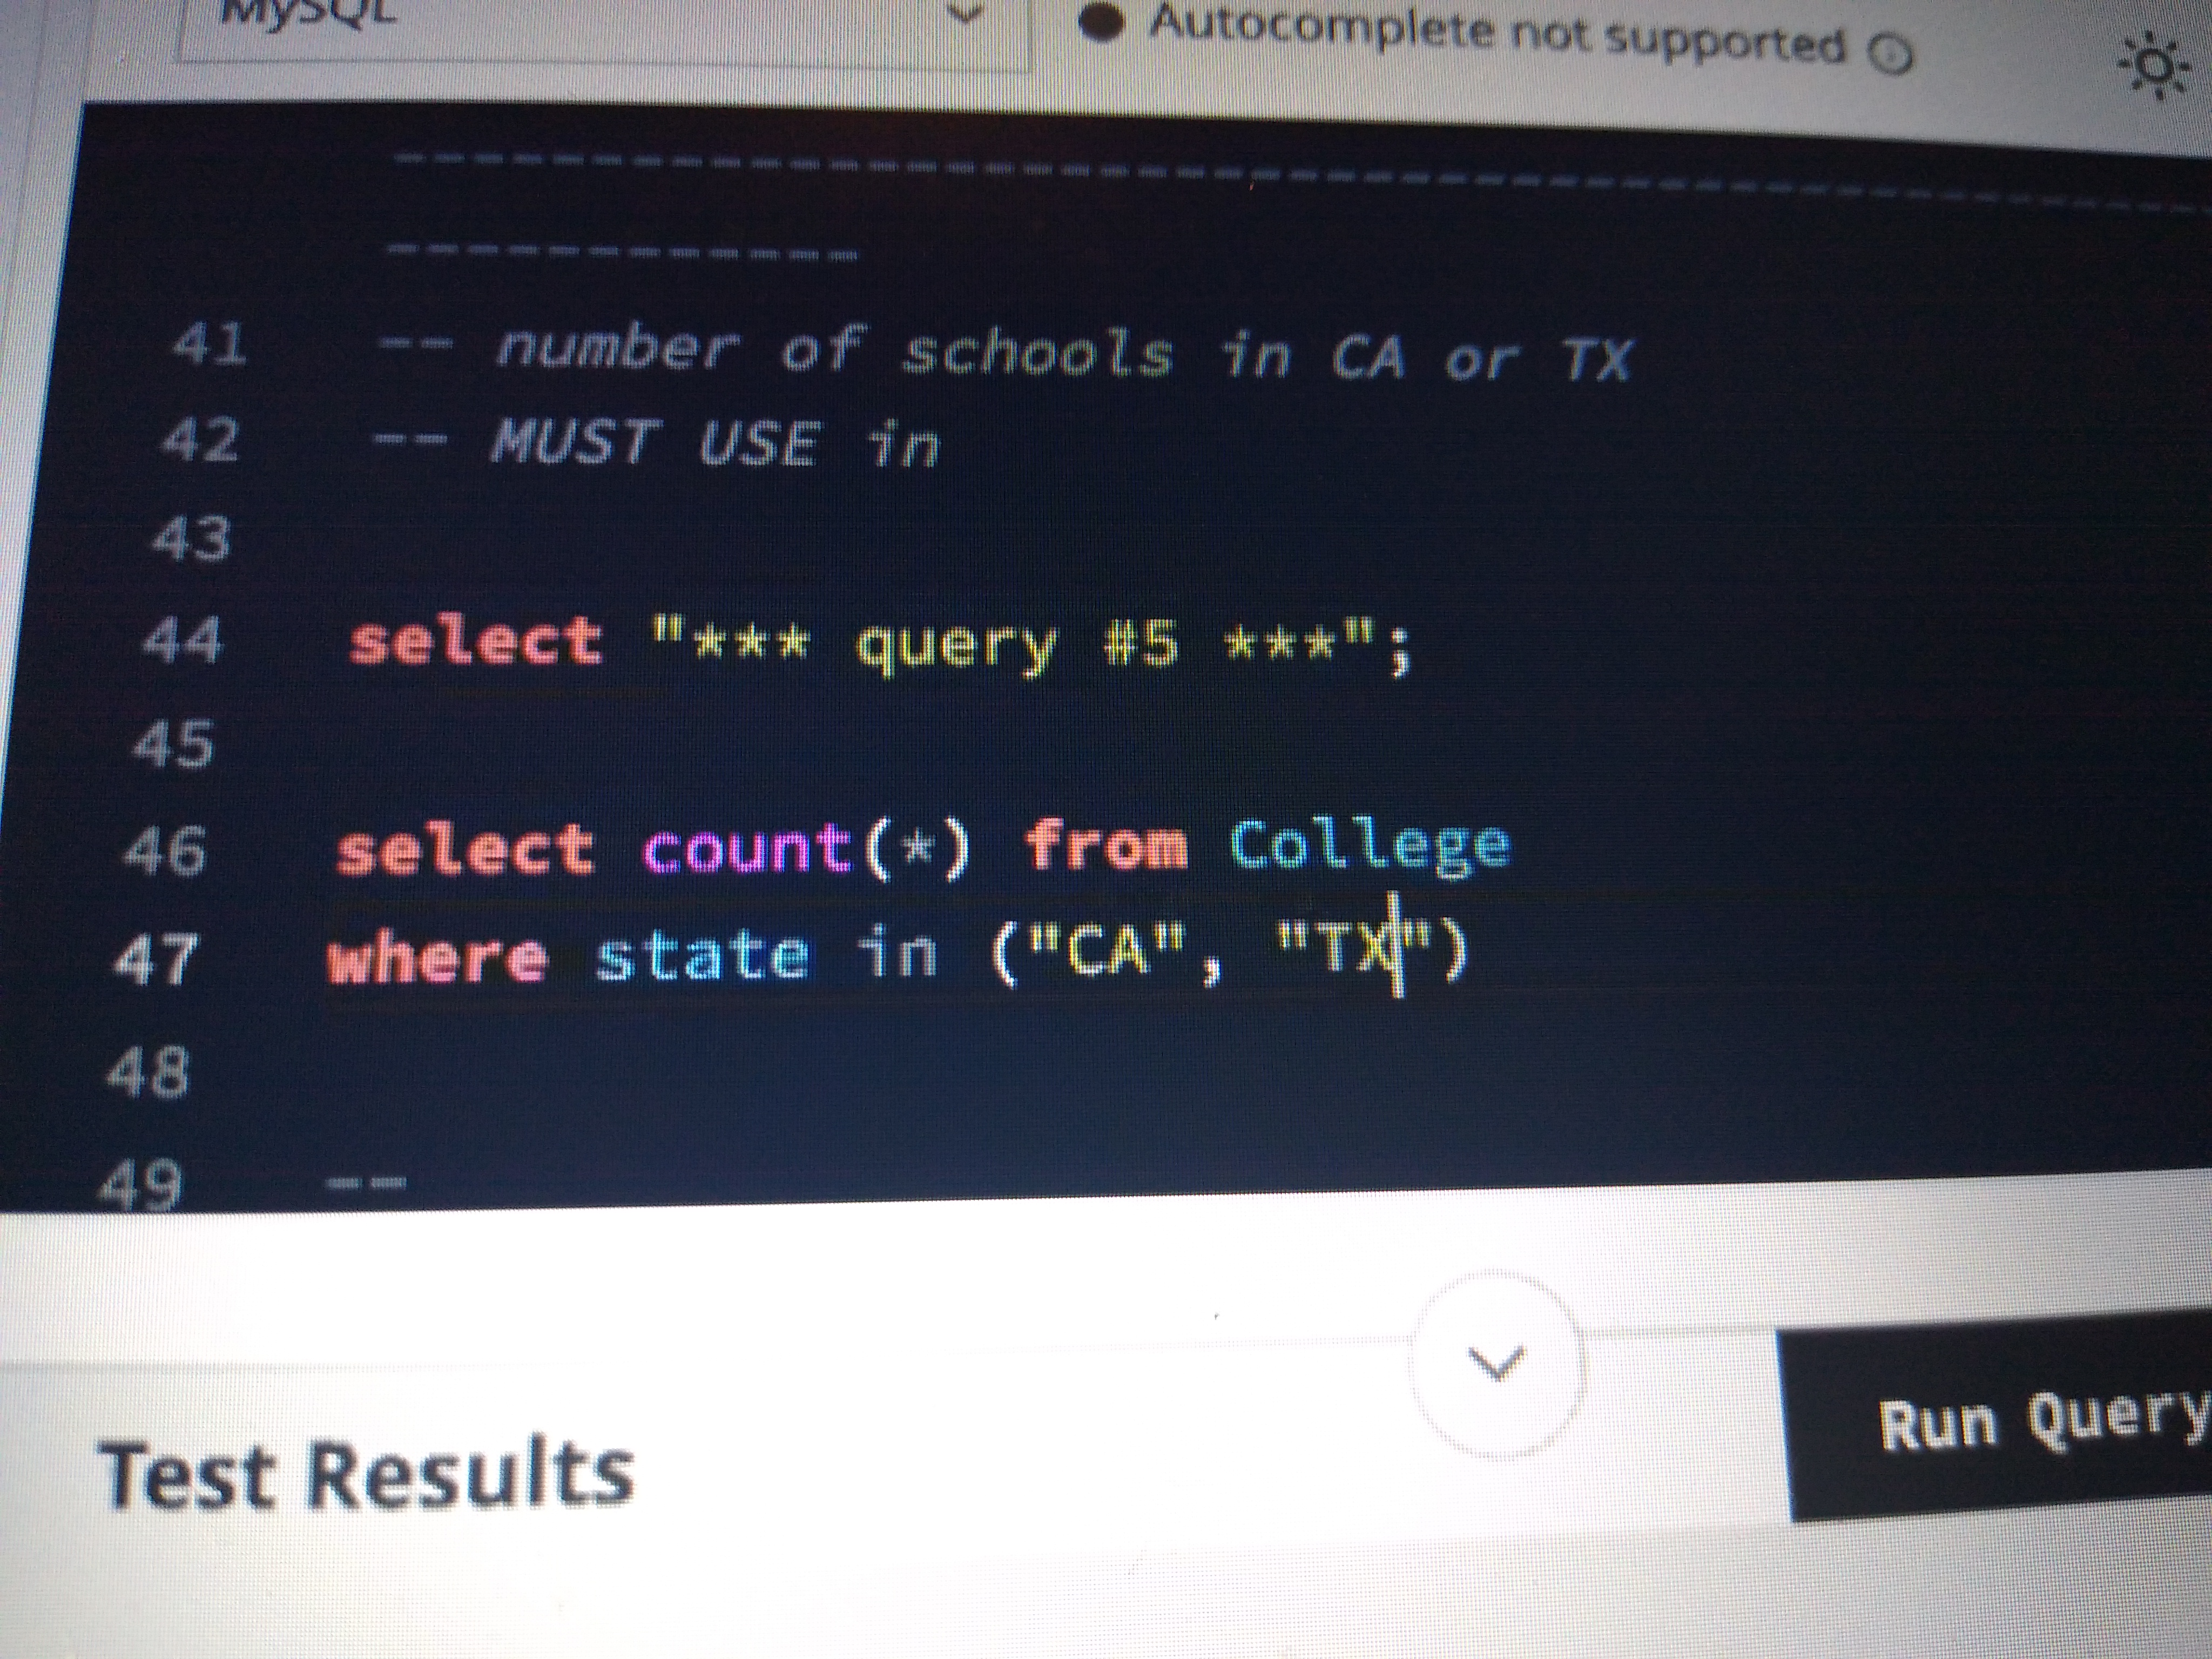 MySQL
Autocomplete not supported
------------------------------------------------
------------
41 -- number of schools in CA or TX
42 -- MUST USE in
43
44 select "*** query #5 ***";
45
46 select count(*) from College
47 where state in ("CA", "TX")
48
49 --
Test Results
Run Query